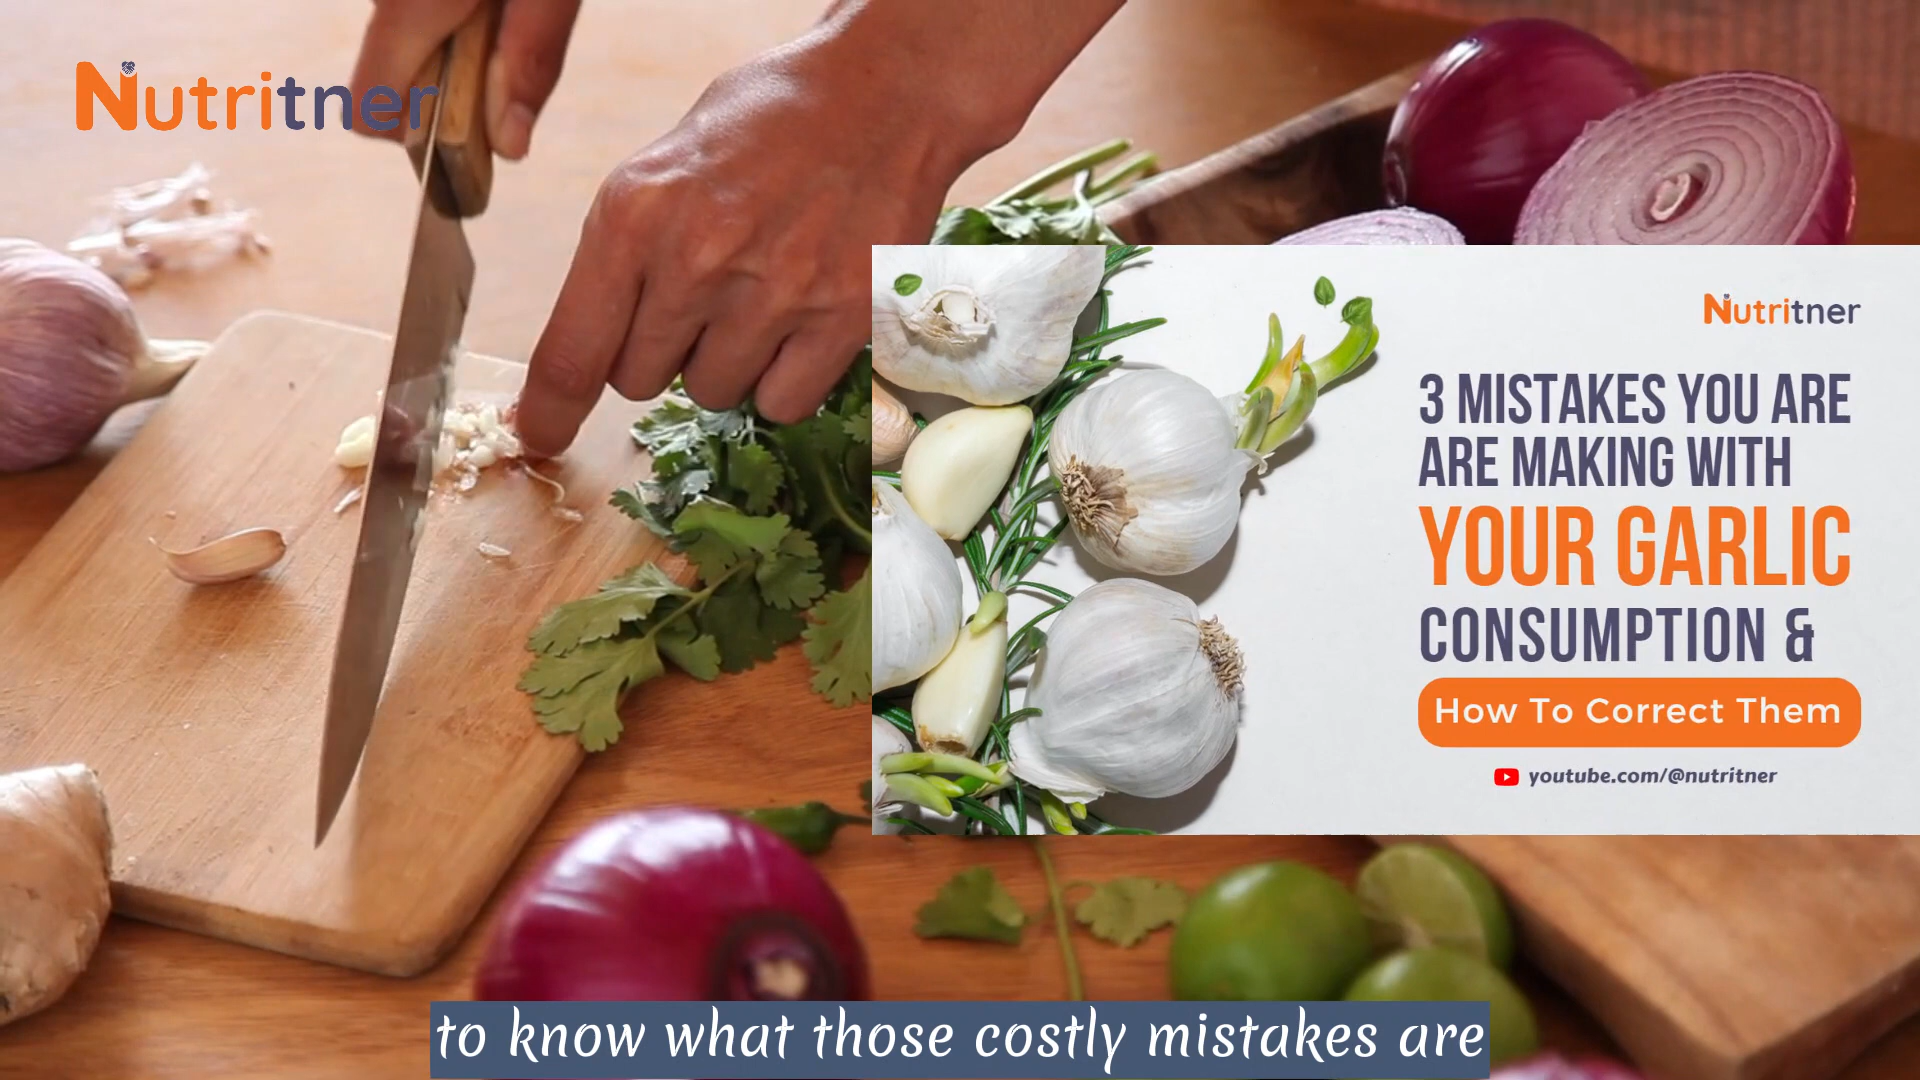 Nutritner
Nutritner
3 MISTAKES YOU ARE
ARE MAKING WITH
YOUR GARLIC
CONSUMPTION &
How To Correct Them
youtube.com/@nutritner
to know what those costly mistakes are